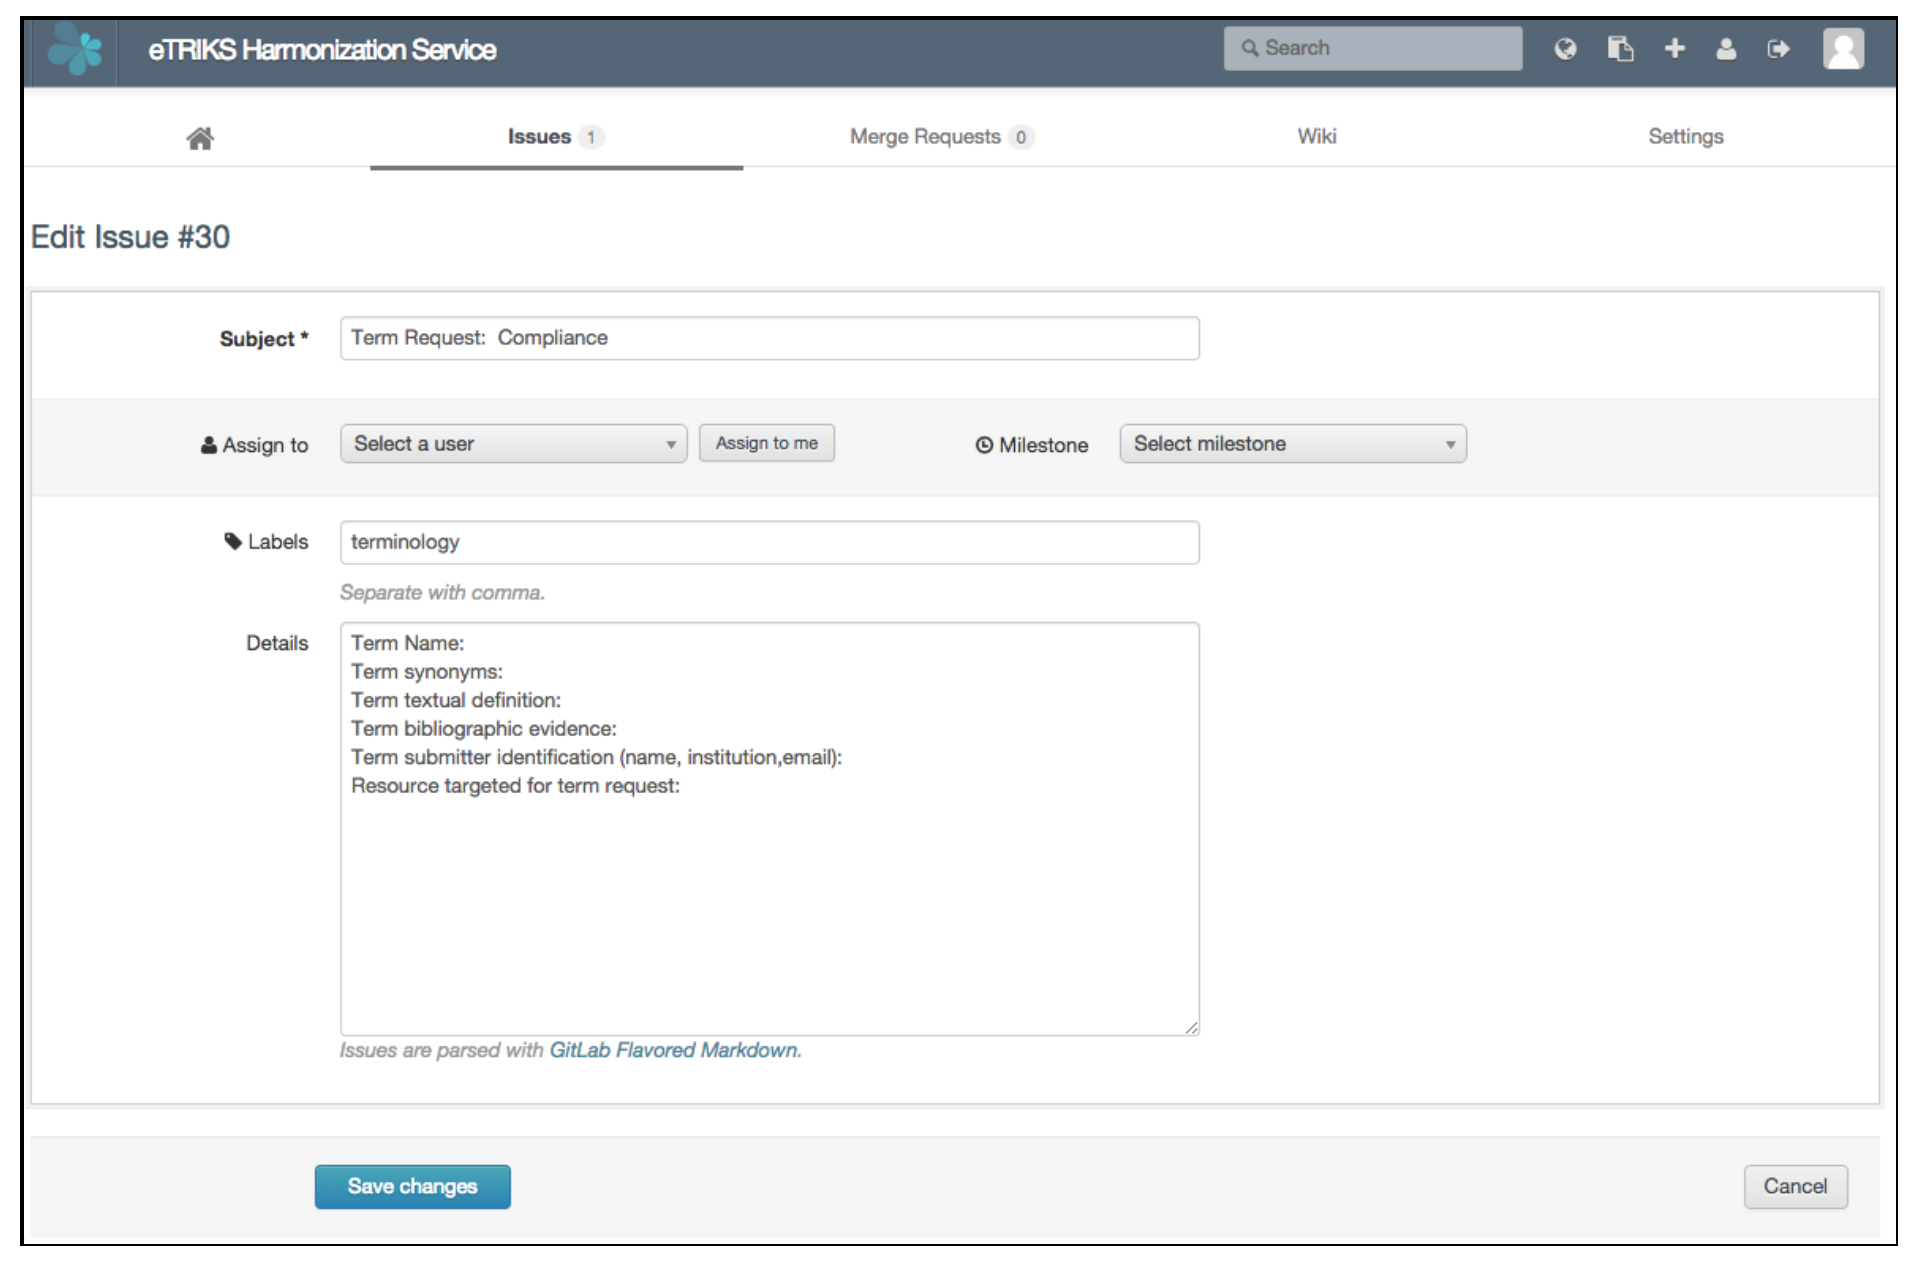 eTRIKS Harmonization Service
Search
Issues 1
Merge Requests 0
Wiki
Settings
Edit Issue #30
Subject *
Term Request:  Compliance
Assign to
Select a user
Assign to me
Milestone
Select milestone
Labels
terminology
Separate with comma.
Details
Term Name:
Term synonyms:
Term textual definition:
Term bibliographic evidence:
Term submitter identification (name, institution,email):
Resource targeted for term request:
Issues are parsed with GitLab Flavored Markdown.
Save changes
Cancel